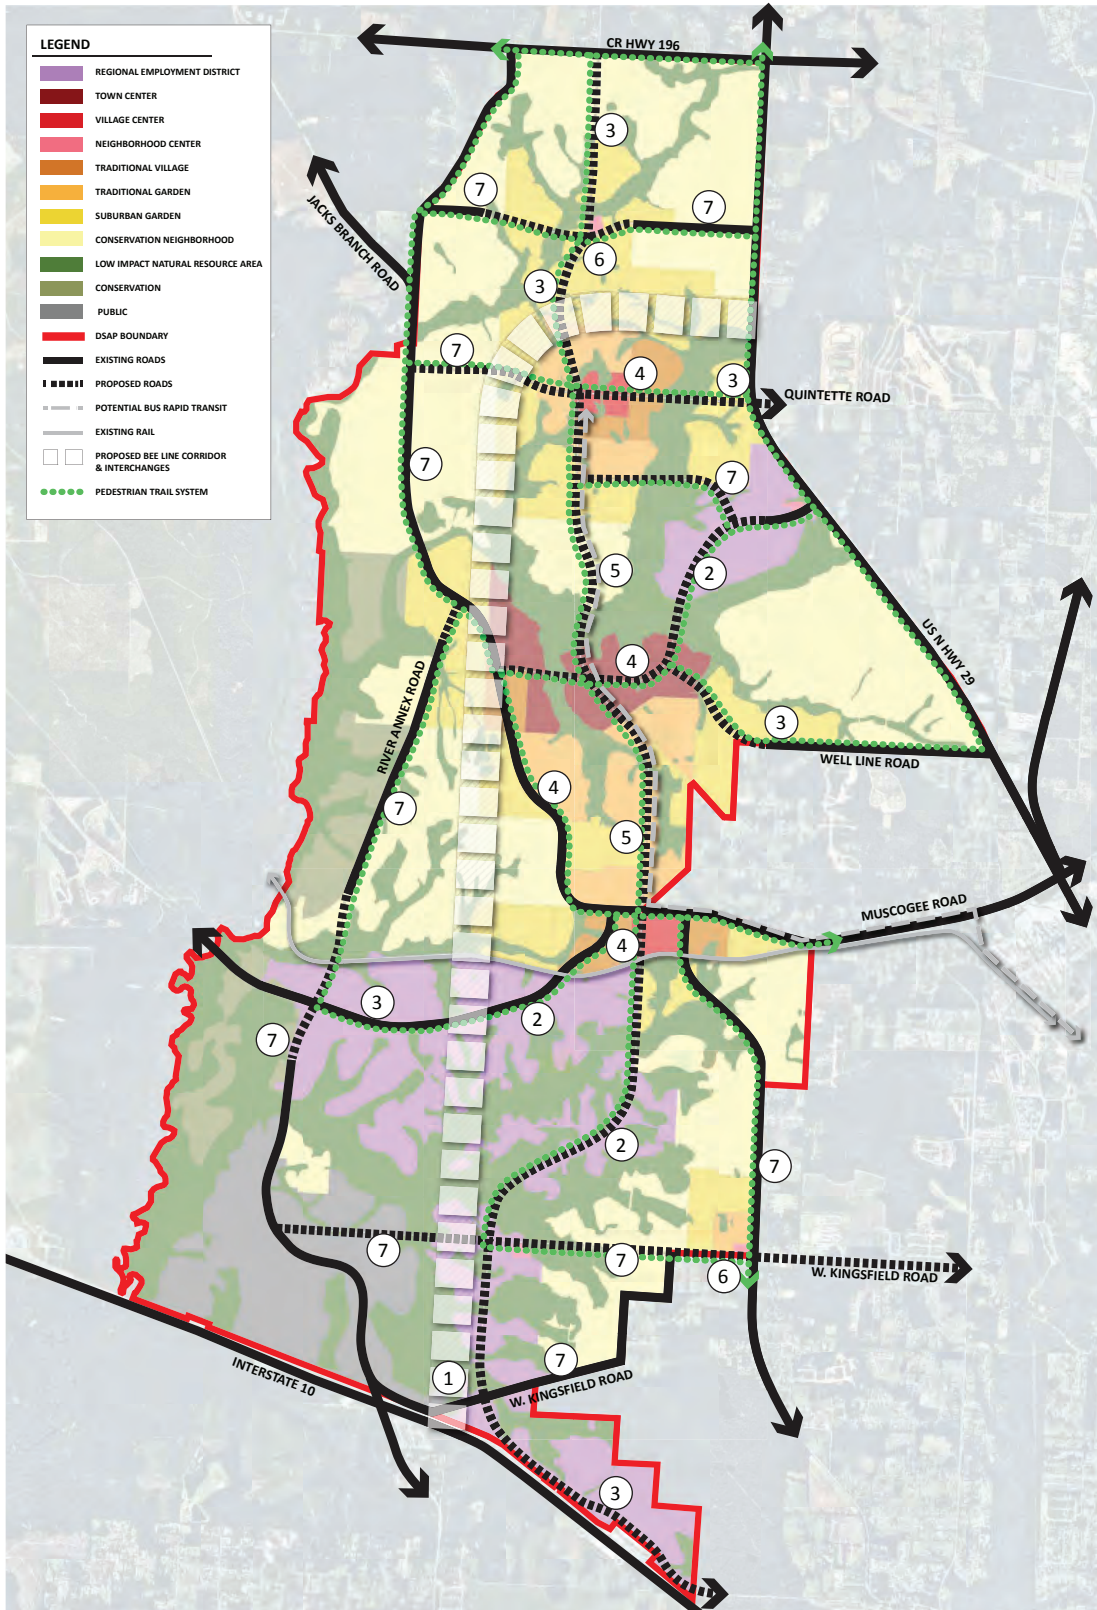 LEGEND
REGIONAL EMPLOYMENT DISTRICT
TOWN CENTER
VILLAGE CENTER
NEIGHBORHOOD CENTER
TRADITIONAL VILLAGE
TRADITIONAL GARDEN
SUBURBAN GARDEN
CONSERVATION NEIGHBORHOOD
LOW IMPACT NATURAL RESOURCE AREA
CONSERVATION
PUBLIC
DSAP BOUNDARY
EXISTING ROADS
PROPOSED ROADS
POTENTIAL BUS RAPID TRANSIT
EXISTING RAIL
PROPOSED BEE LINE CORRIDOR
& INTERCHANGES
PEDESTRIAN TRAIL SYSTEM
CR HWY 196
3
7
7
JACKS BRANCH ROAD
6
3
7
4
3
QUINTETTE ROAD
7
7
5
2
US N HWY 29
4
RIVER ANNEX ROAD
3
WELL LINE ROAD
4
7
5
MUSCOGEE ROAD
4
3
2
7
2
7
7
7
6
W. KINGSFIELD ROAD
INTERSTATE 10
1
7
W. KINGSFIELD ROAD
3